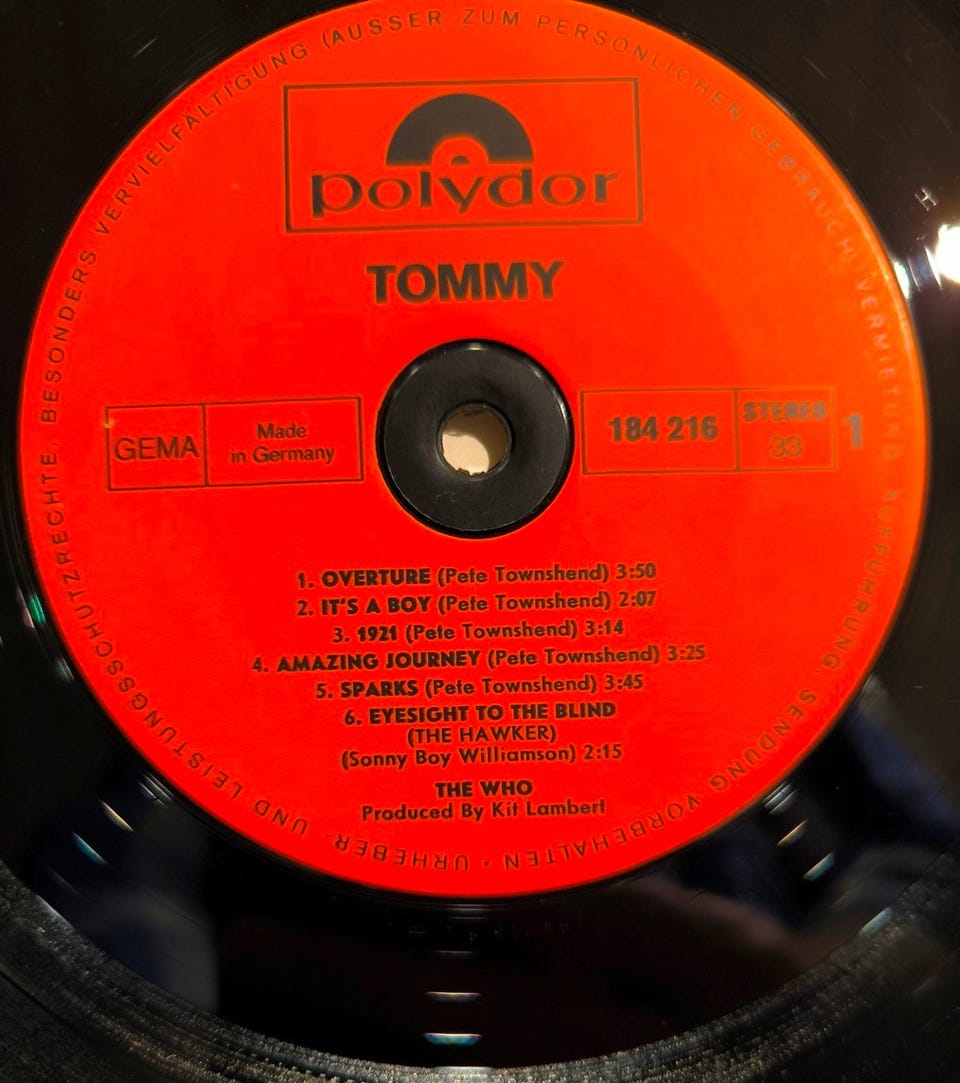 URHEBER- UND LEISTUNGSSCHUTZRECHTE, BESONDERS VERVIELFÄLTIGUNG (AUSSER ZUM PERSÖNLICHEN GEBRAUCH) VERMIETUNG · AUFFÜHRUNG · SENDUNG VORBEHALTEN ·
polydor
TOMMY
GEMA
Made
in Germany
184 216
STEREO
33
1
1. OVERTURE (Pete Townshend) 3:50
2. IT'S A BOY (Pete Townshend) 2:07
3. 1921 (Pete Townshend) 3:14
4. AMAZING JOURNEY (Pete Townshend) 3:25
5. SPARKS (Pete Townshend) 3:45
6. EYESIGHT TO THE BLIND
(THE HAWKER)
(Sonny Boy Williamson) 2:15
THE WHO
Produced By Kit Lambert